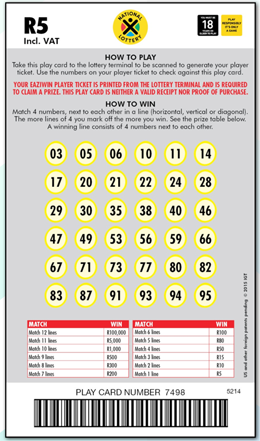 R5
Incl. VAT
NATIONAL
LOTTERY
18
PLAY
RESPONSIBLY
IT'S ONLY
A GAME
HOW TO PLAY
Take this play card to the lottery terminal to be scanned to generate your player
ticket. Use the numbers on your player ticket to check against this play card.
YOUR EAZIWIN PLAYER TICKET IS PRINTED FROM THE LOTTERY TERMINAL AND IS REQUIRED
TO CLAIM A PRIZE. THIS PLAY CARD IS NEITHER A VALID RECEIPT NOR PROOF OF PURCHASE.
HOW TO WIN
Match 4 numbers, next to each other in a line (horizontal, vertical or diagonal).
The more lines of 4 you mark off the more you win. See the prize table below.
A winning line consists of 4 numbers next to each other.
03 05 06 10 11 14
17 20 21 22 24 28
29 30 35 38 40 46
47 49 53 56 59 66
67 71 73 77 80 82
83 87 91 93 94 95
MATCH WIN MATCH WIN
Match 12 lines R100,000 Match 6 lines R100
Match 11 lines R5,000 Match 5 lines R80
Match 10 lines R1,000 Match 4 lines R50
Match 9 lines R500 Match 3 lines R15
Match 8 lines R300 Match 2 lines R10
Match 7 lines R200 Match 1 line R5
US and other foreign patents pending © 2015 IGT
PLAY CARD NUMBER 7498
5214